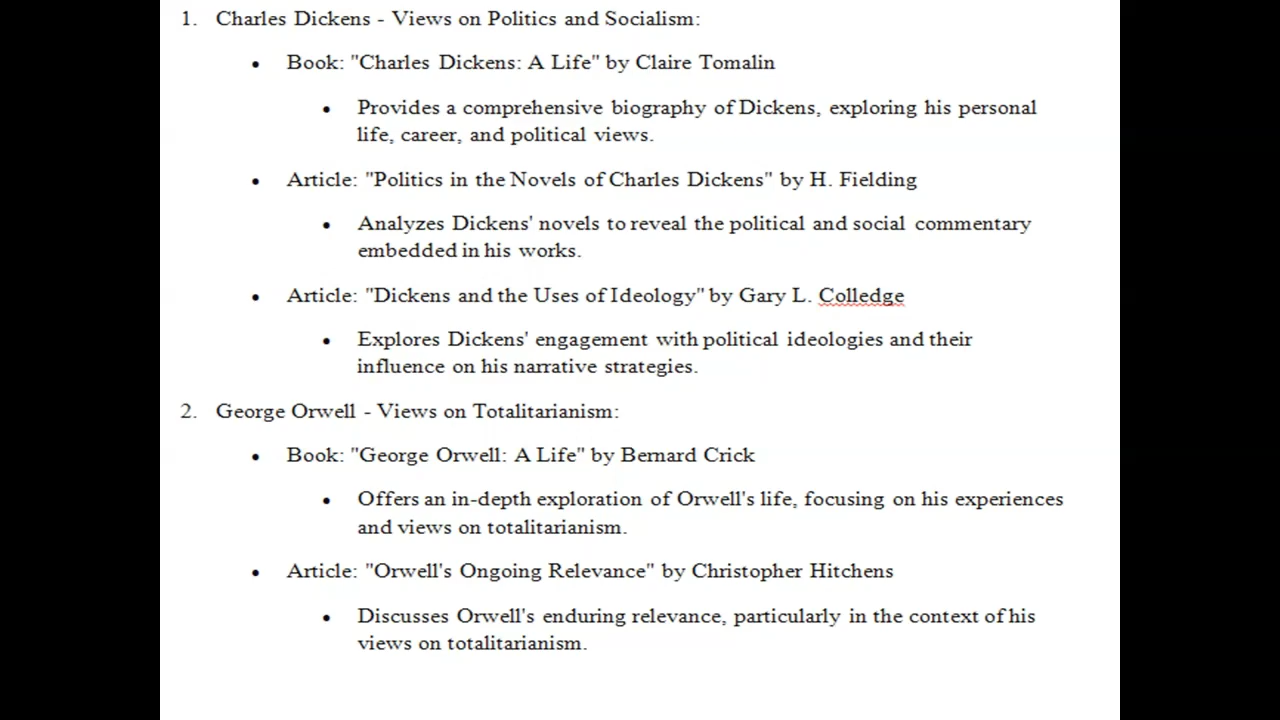 1. Charles Dickens - Views on Politics and Socialism:
• Book: "Charles Dickens: A Life" by Claire Tomalin
• Provides a comprehensive biography of Dickens, exploring his personal
life, career, and political views.
• Article: "Politics in the Novels of Charles Dickens" by H. Fielding
• Analyzes Dickens' novels to reveal the political and social commentary
embedded in his works.
• Article: "Dickens and the Uses of Ideology" by Gary L. Colledge
• Explores Dickens' engagement with political ideologies and their
influence on his narrative strategies.
2. George Orwell - Views on Totalitarianism:
• Book: "George Orwell: A Life" by Bernard Crick
• Offers an in-depth exploration of Orwell's life, focusing on his experiences
and views on totalitarianism.
• Article: "Orwell's Ongoing Relevance" by Christopher Hitchens
• Discusses Orwell's enduring relevance, particularly in the context of his
views on totalitarianism.